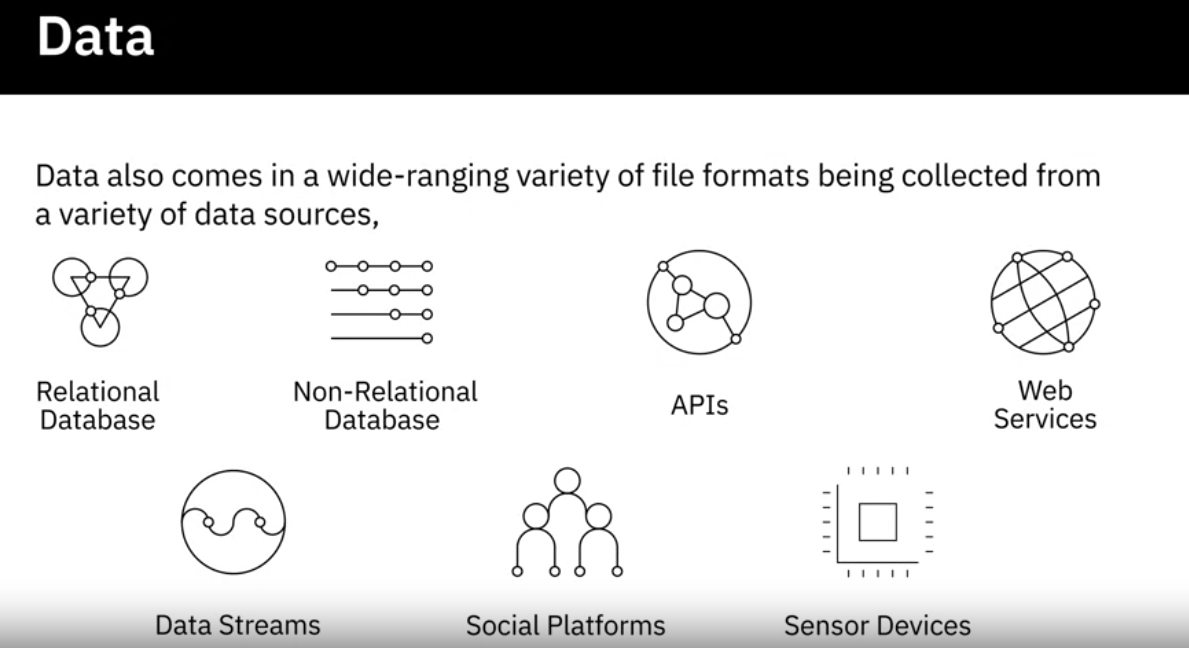 Data
Data also comes in a wide-ranging variety of file formats being collected from
a variety of data sources,
Relational
Database
Non-Relational
Database
APIs
Web
Services
Data Streams
Social Platforms
Sensor Devices